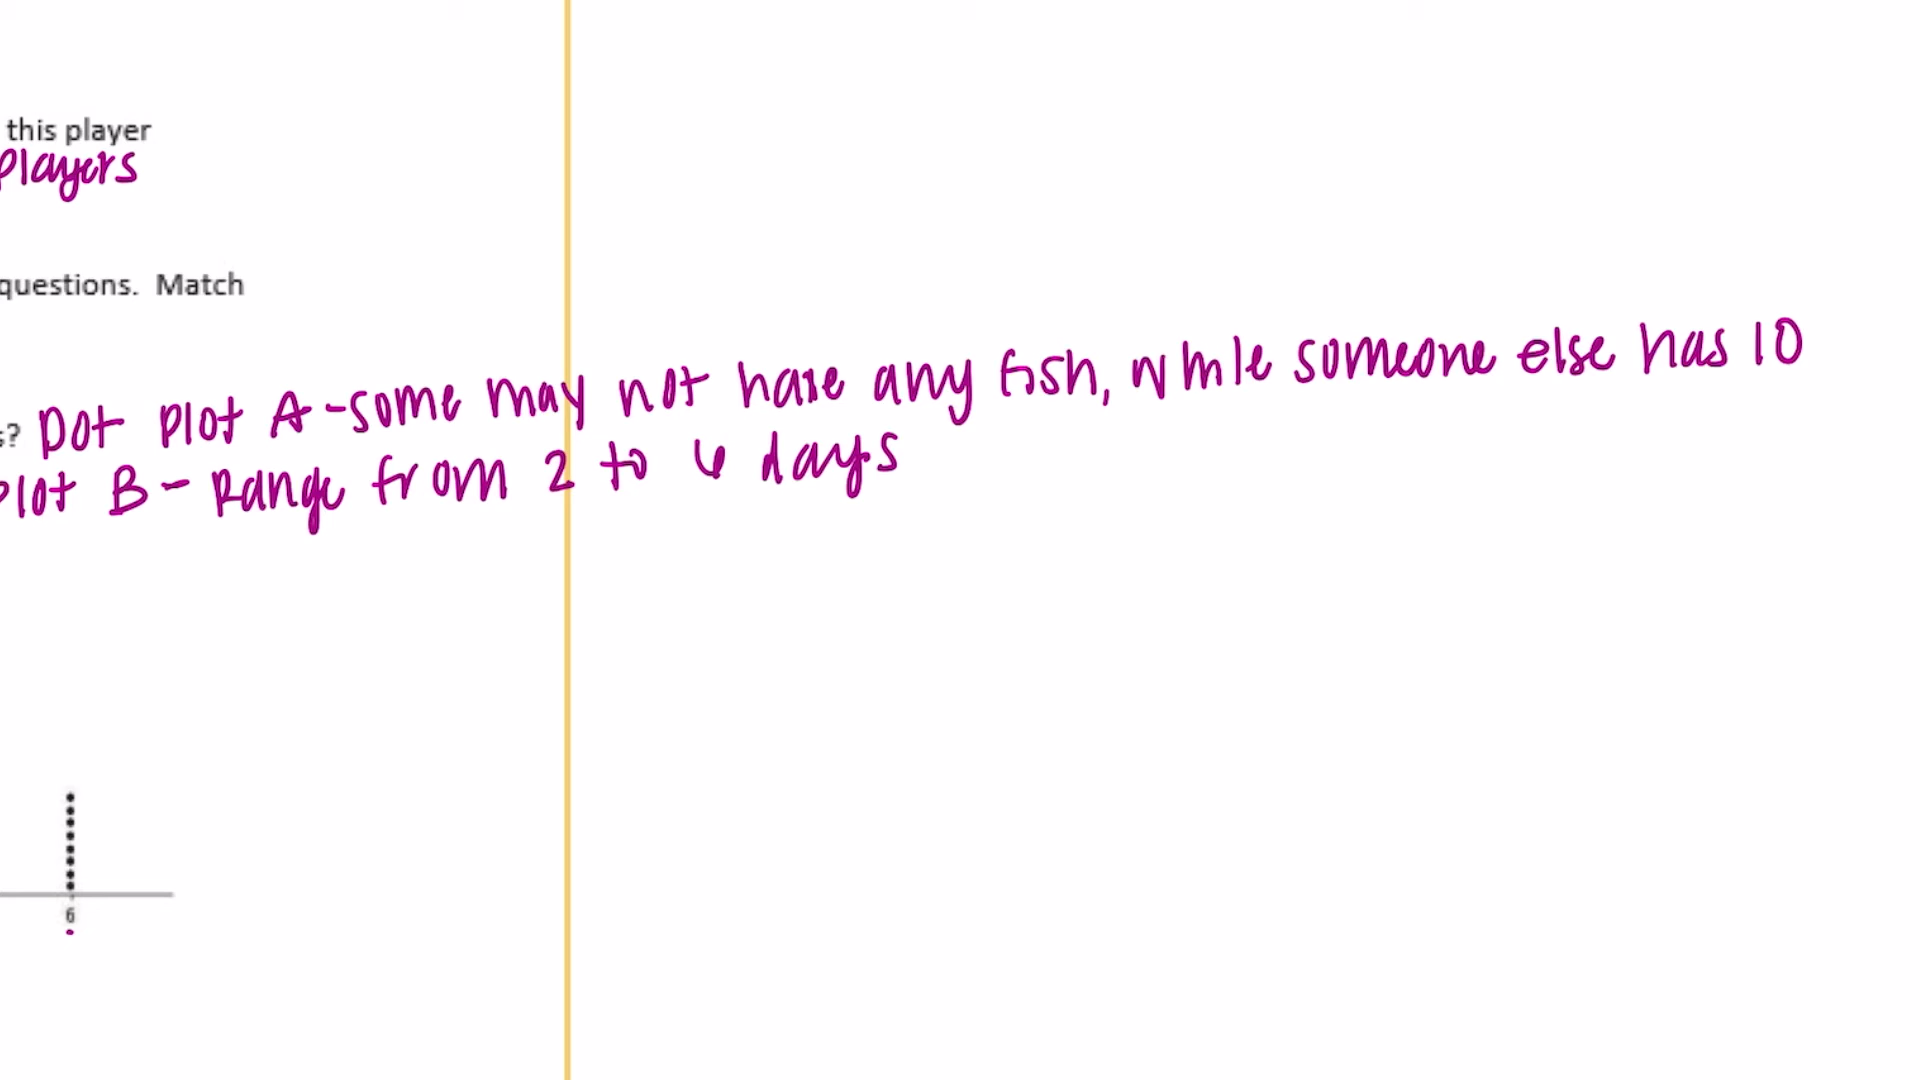 this player
players
questions. Match
s? Dot plot A - some may not have any fish, while someone else has 10
plot B - Range from 2 to 6 days
6